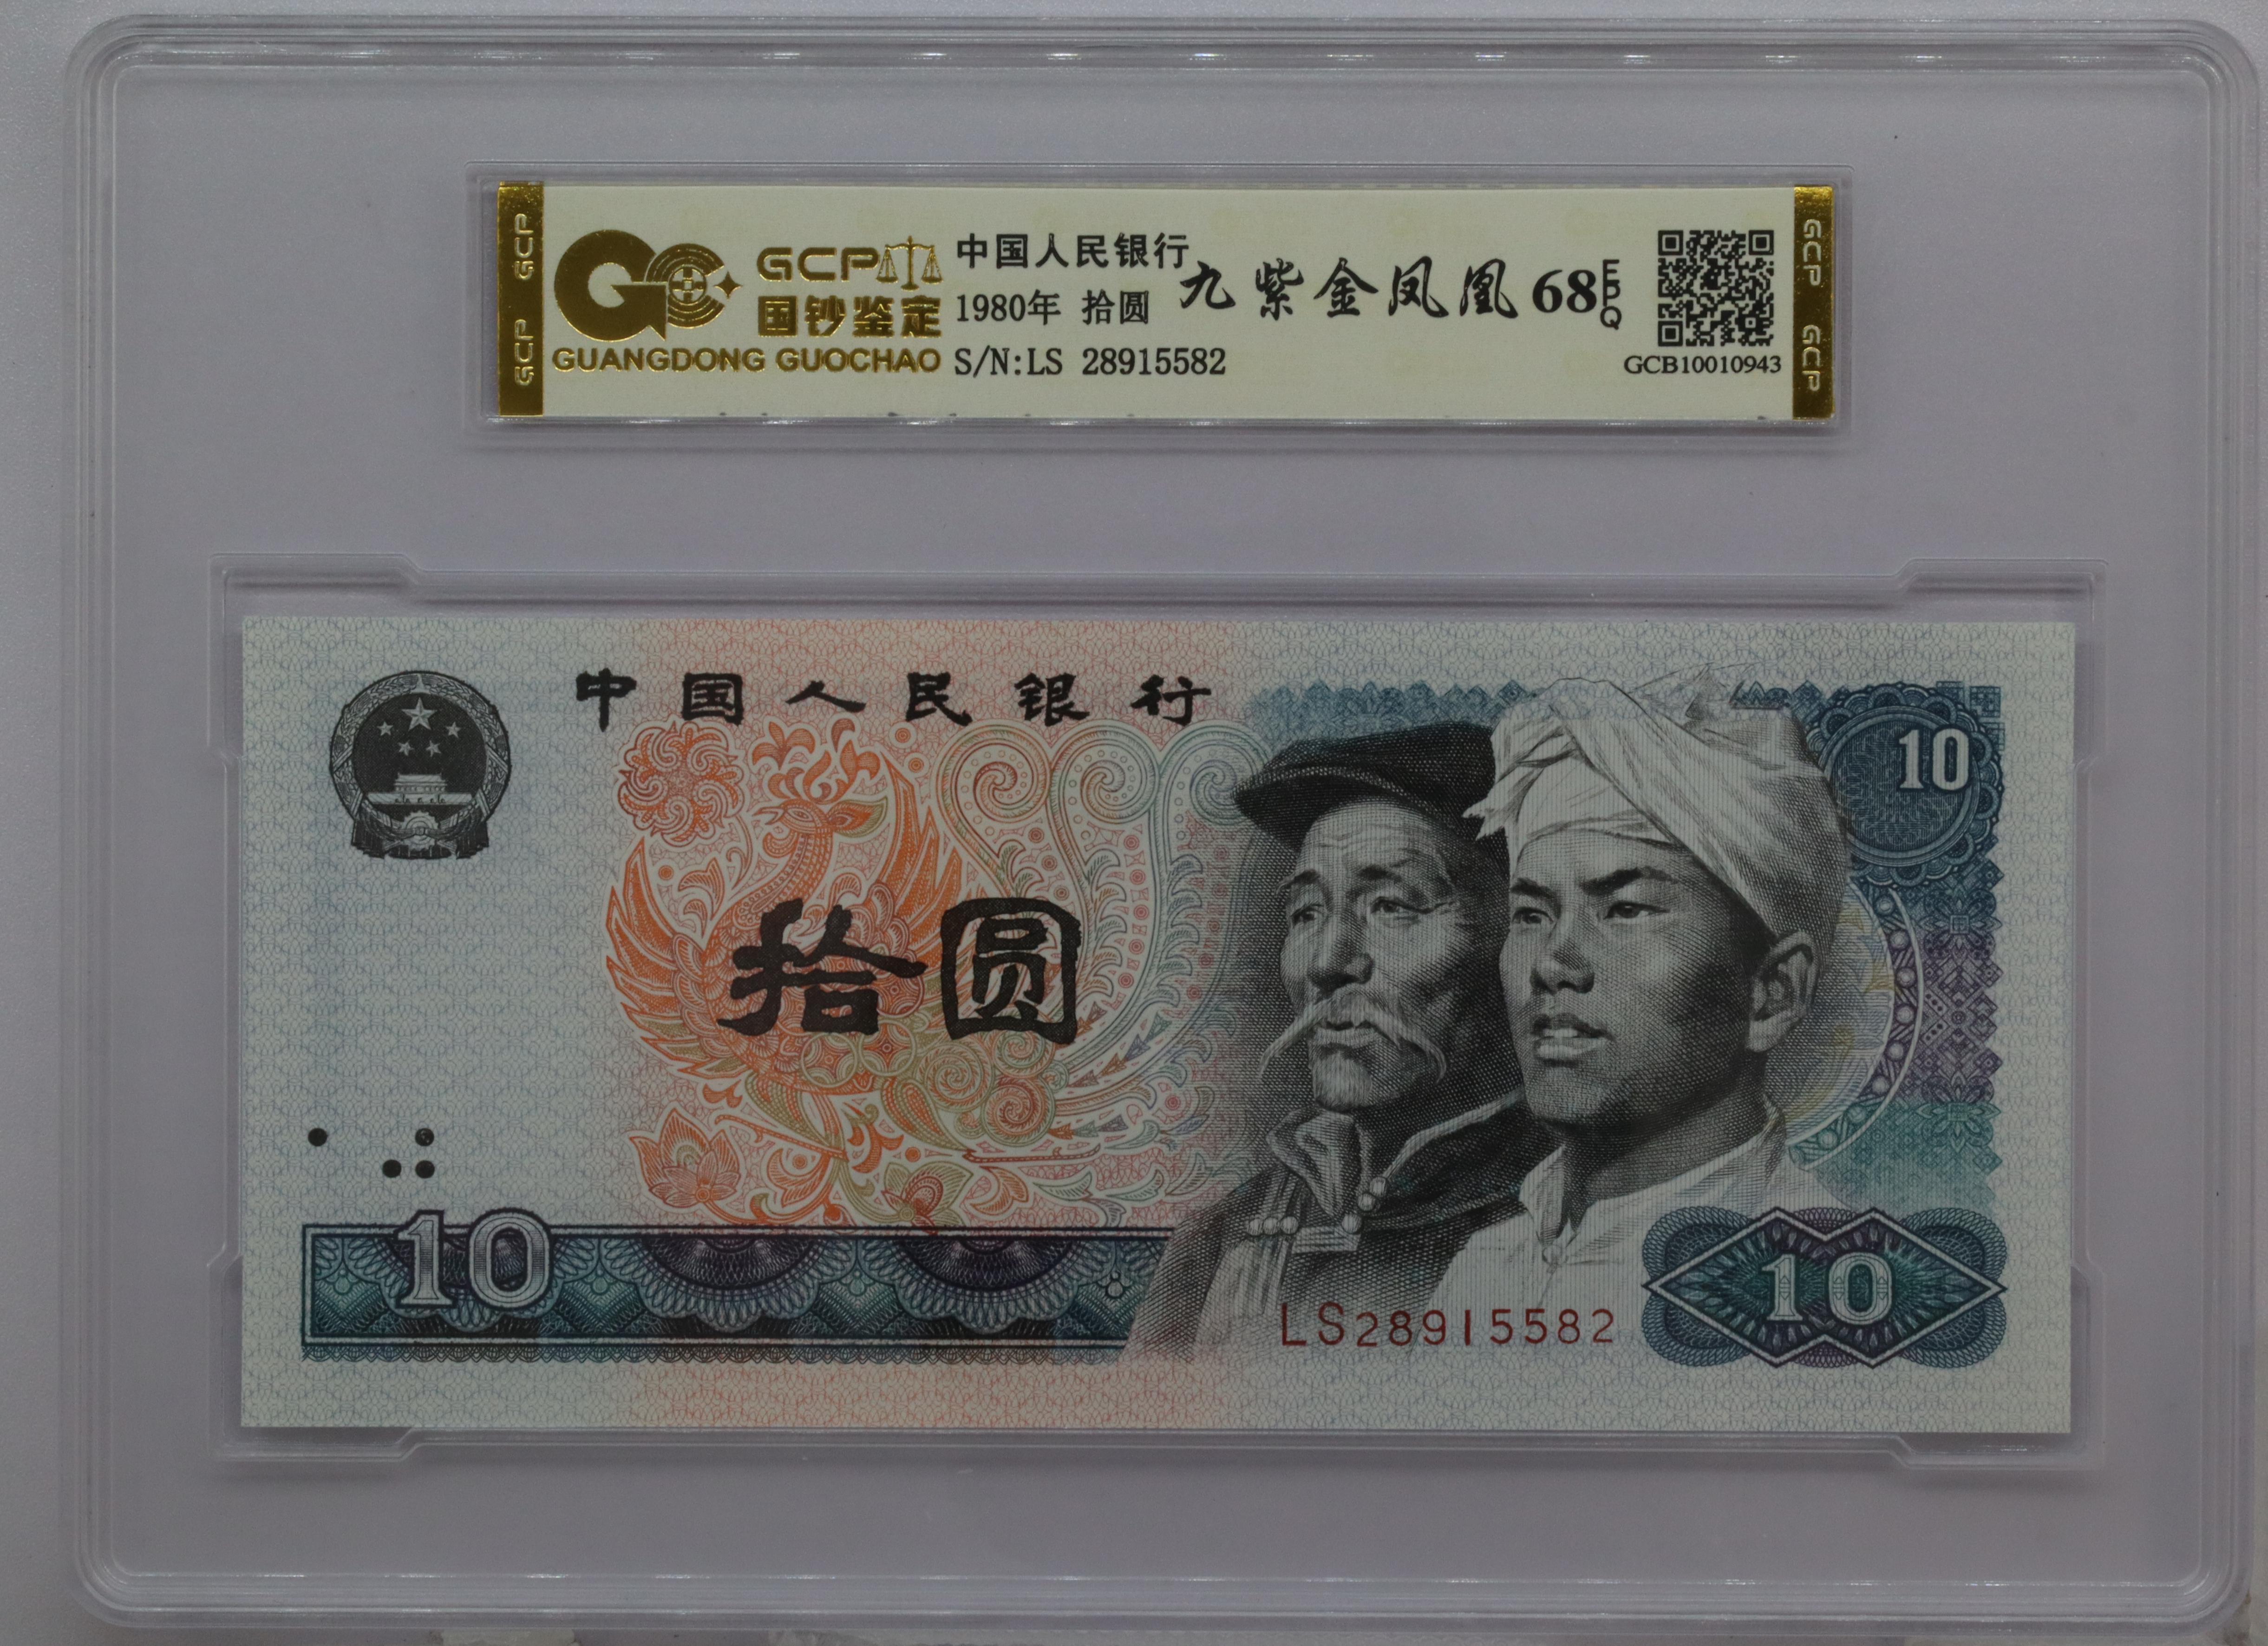 GCP GCP
GCP
国钞鉴定
GUANGDONG GUOCHAO
中国人民银行
1980年 拾圆
S/N:LS 28915582
九紫金凤凰 68 EPQ
GCB10010943
GCP GCP
中国人民银行
10
拾圆
10
LS28915582
10